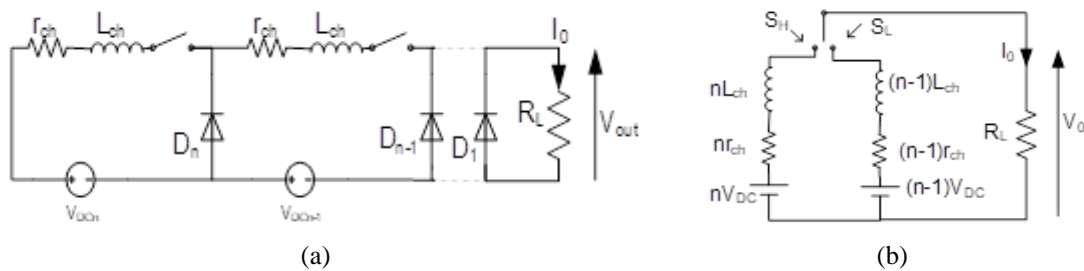 r_ch L_ch r_ch L_ch I_0
D_n D_n-1 D_1 R_L V_out
V_DCn V_DCn-1
(a)
S_H S_L
I_0
nL_ch (n-1)L_ch
nr_ch (n-1)r_ch R_L V_0
nV_DC (n-1)V_DC
(b)